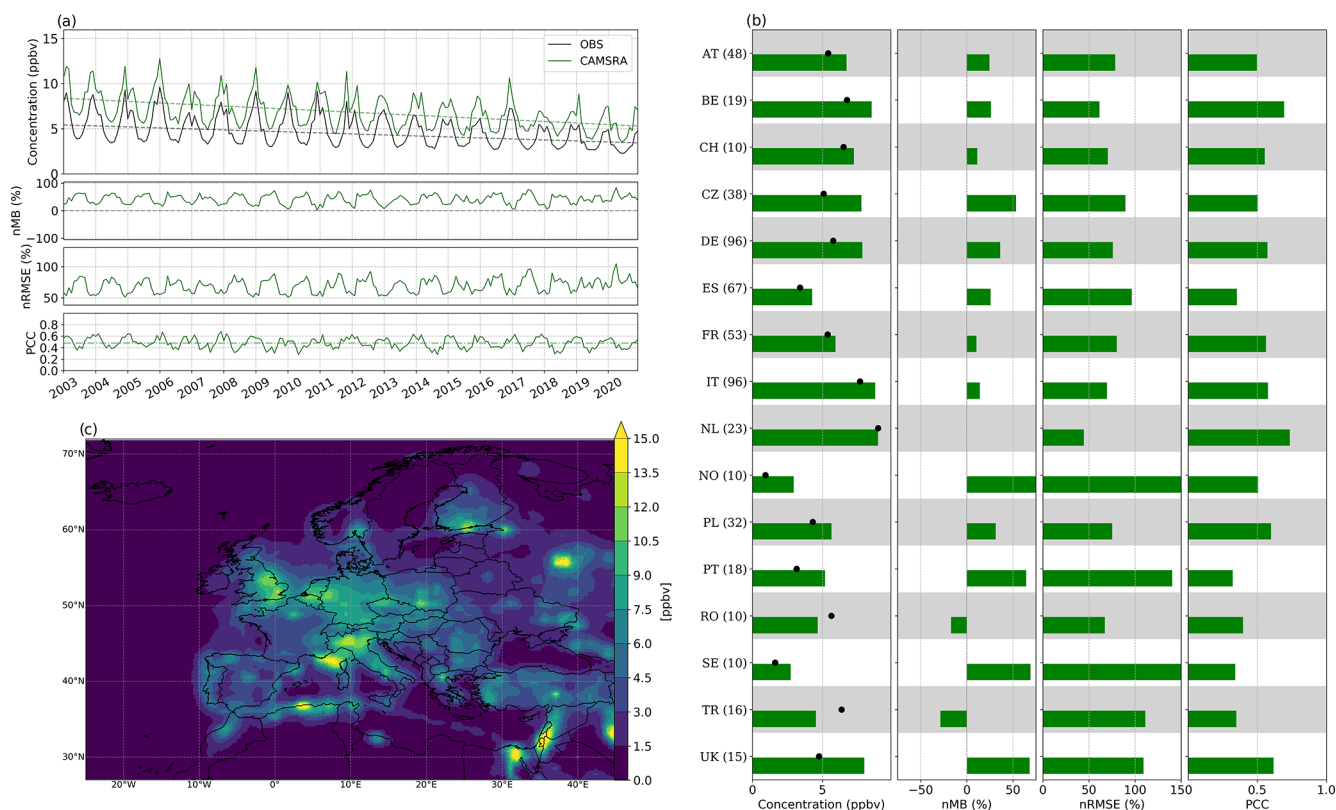 (a)
Concentration (ppbv)
15
10
5
0
OBS
CAMSRA
nMB (%)
100
0
−100
nRMSE (%)
100
50
PCC
0.8
0.6
0.4
0.2
0.0
2003 2004 2005 2006 2007 2008 2009 2010 2011 2012 2013 2014 2015 2016 2017 2018 2019 2020
(b)
AT (48)
BE (19)
CH (10)
CZ (38)
DE (96)
ES (67)
FR (53)
IT (96)
NL (23)
NO (10)
PL (32)
PT (18)
RO (10)
SE (10)
TR (16)
UK (15)
0 5 −50 0 50 0 50 100 150 0.5 1.0
Concentration (ppbv) nMB (%) nRMSE (%) PCC
(c)
70°N
60°N
50°N
40°N
30°N
20°W 10°W 0° 10°E 20°E 30°E 40°E
15.0
13.5
12.0
10.5
9.0
7.5
6.0
4.5
3.0
1.5
0.0
[ppbv]